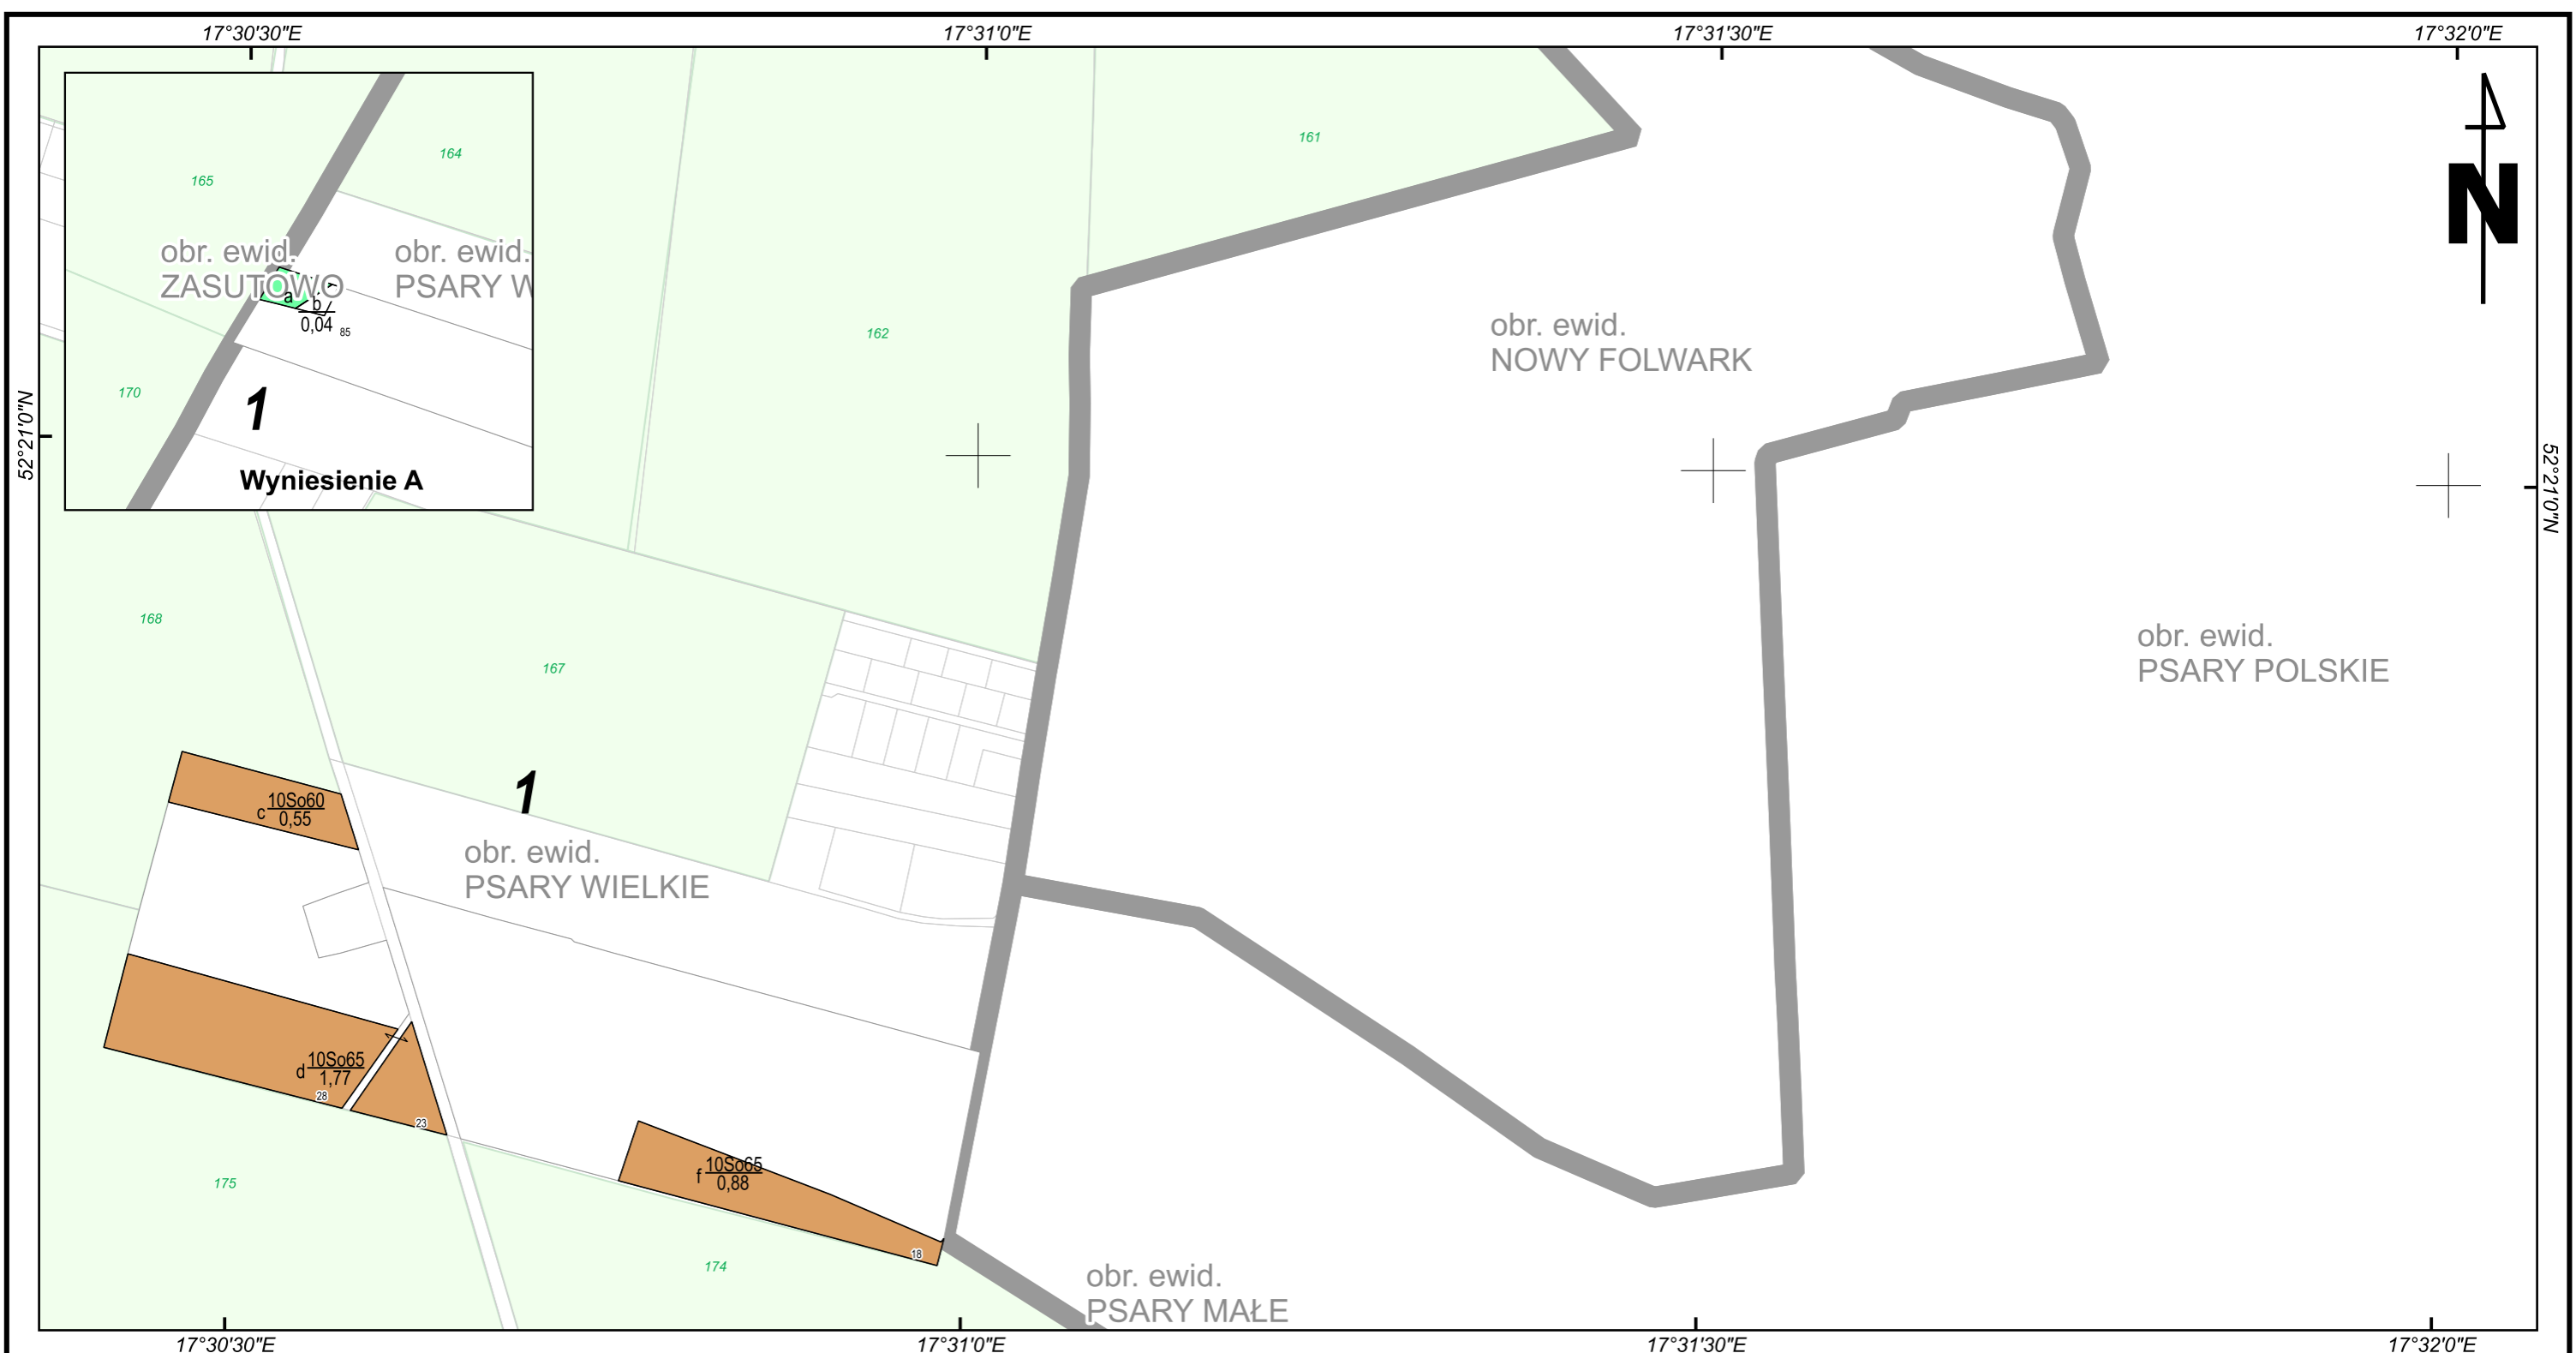 17°30'30"E
17°31'0"E
17°31'30"E
17°32'0"E
52°21'0"N
52°21'0"N
N
165
164
obr. ewid.
ZASUTOWO
obr. ewid.
PSARY W
a
b
0,04
85
170
1
Wyniesienie A
161
162
obr. ewid.
NOWY FOLWARK
168
167
obr. ewid.
PSARY POLSKIE
1
c 10So60
0,55
obr. ewid.
PSARY WIELKIE
d 10So65
1,77
28
23
f 10So65
0,88
18
175
174
obr. ewid.
PSARY MAŁE
17°30'30"E
17°31'0"E
17°31'30"E
17°32'0"E